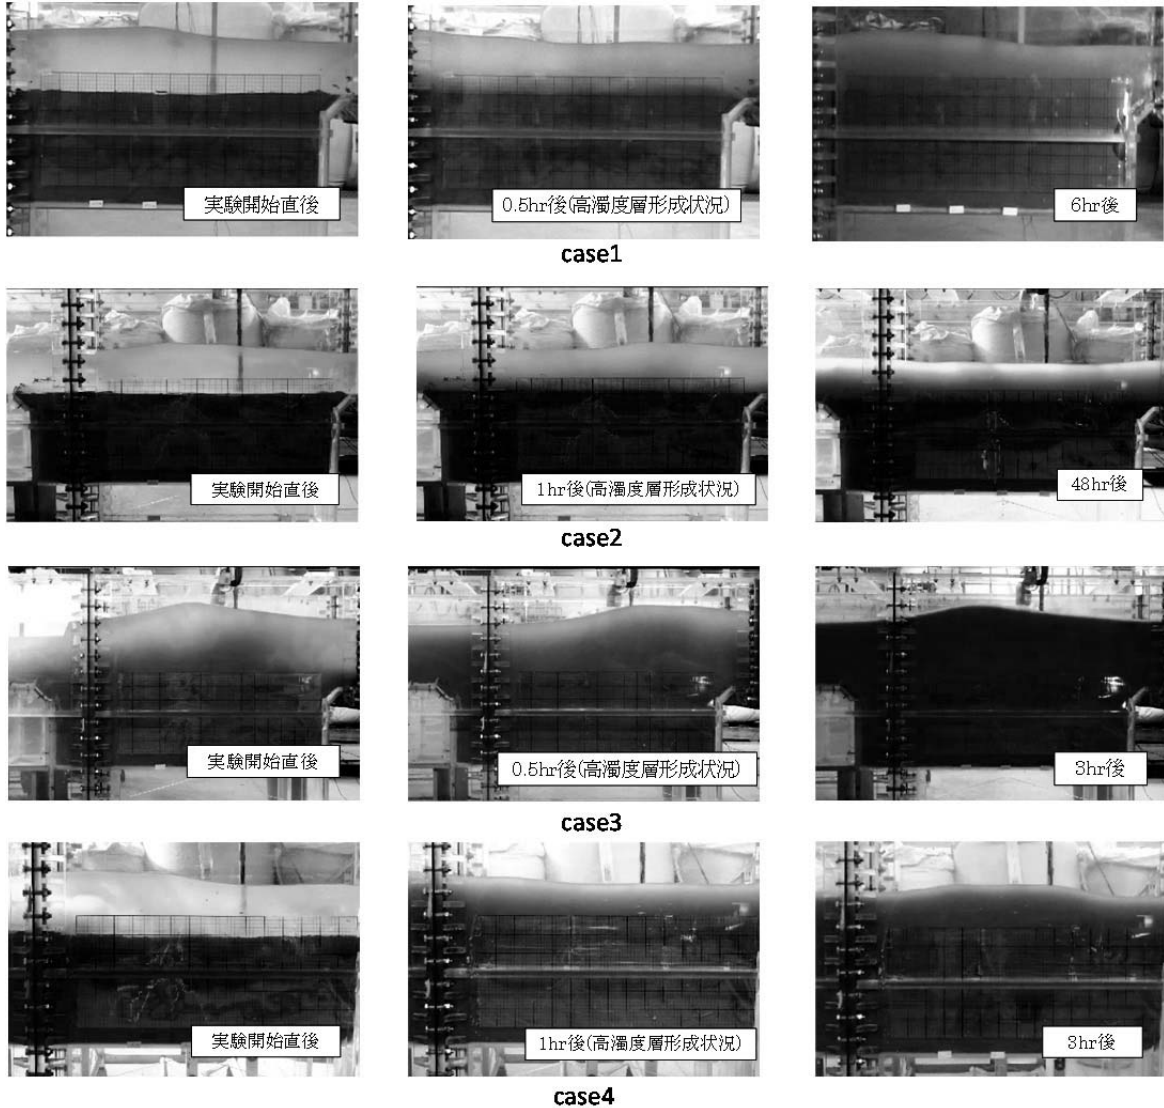 実験開始直後
0.5hr後(高濁度層形成状況)
6hr後
case1
実験開始直後
1hr後(高濁度層形成状況)
48hr後
case2
実験開始直後
0.5hr後(高濁度層形成状況)
3hr後
case3
実験開始直後
1hr後(高濁度層形成状況)
3hr後
case4